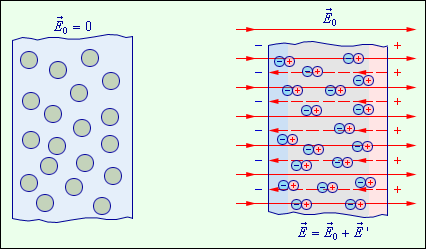 E⃗₀ = 0
E⃗₀
− +
− + − +
− − + +
− +
− + − +
− +
− + − +
− − + +
− +
− + − +
− − + − + +
− + − + − +
− +
− + − +
E⃗ = E⃗₀ + E⃗ '